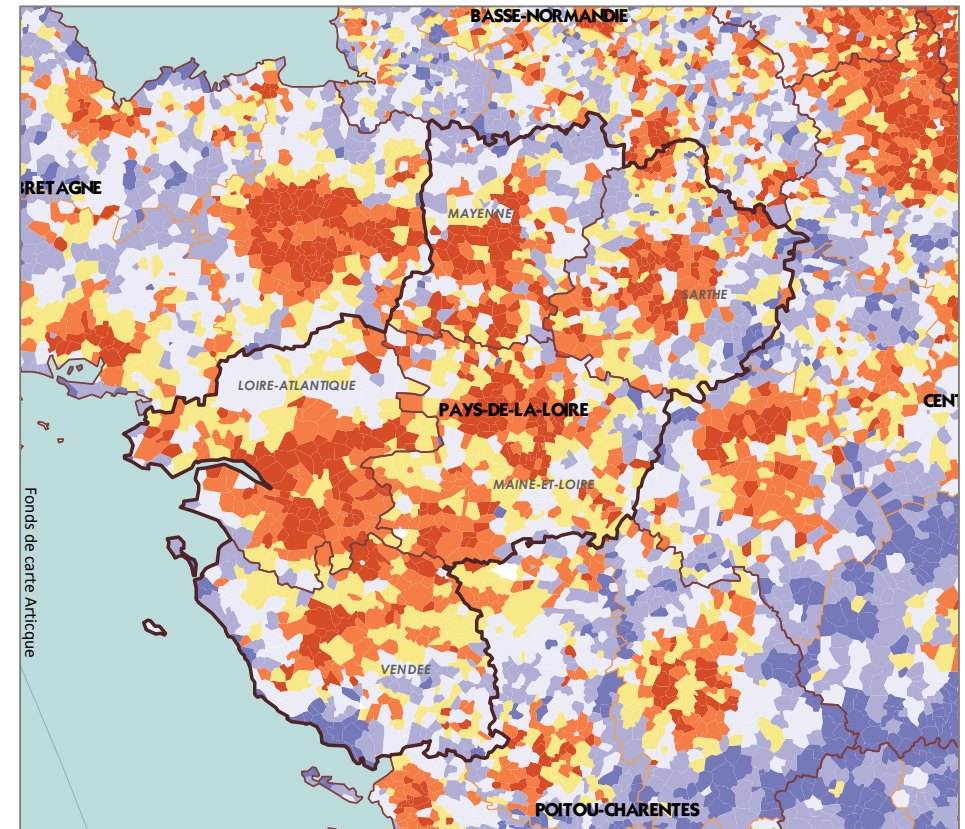 BASSE-NORMANDIE
BRETAGNE
MAYENNE
SARTHE
LOIRE-ATLANTIQUE
PAYS-DE-LA-LOIRE
CENT
MAINE-ET-LOIRE
Fonds de carte Articque
VENDEE
POITOU-CHARENTES